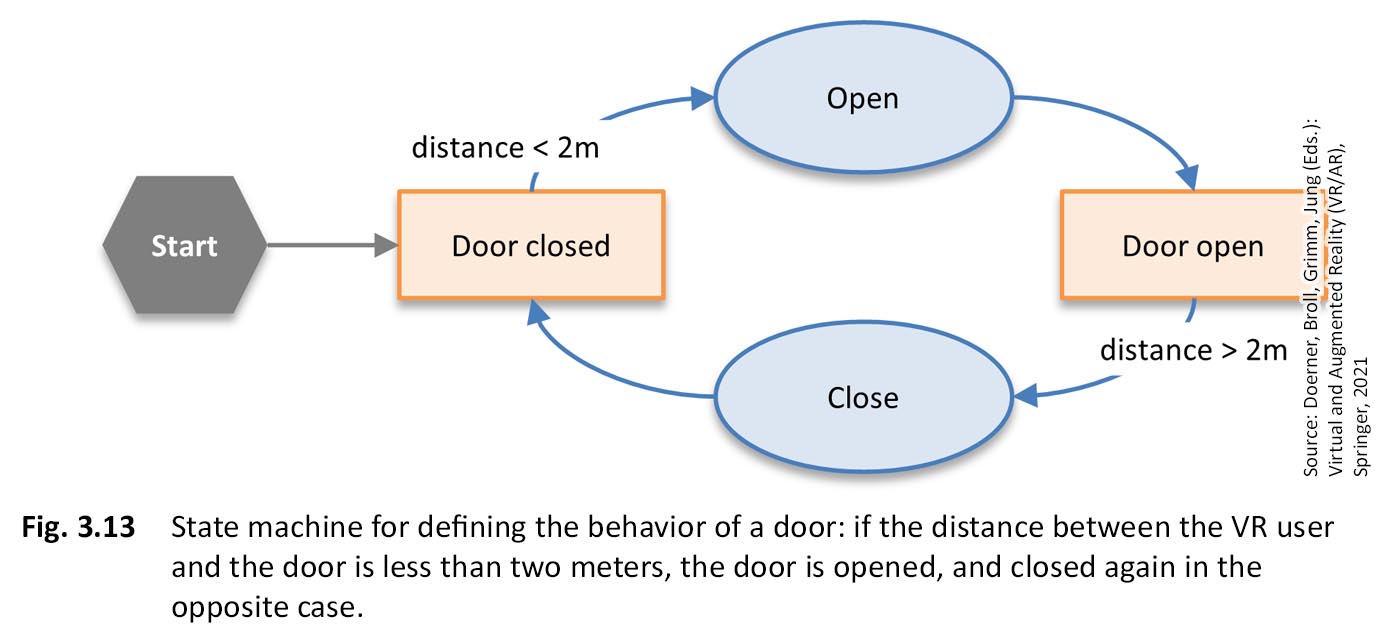 Open
distance < 2m
Start
Door closed
Door open
distance > 2m
Close
Source: Doerner, Broll, Grimm, Jung (Eds.):
Virtual and Augmented Reality (VR/AR),
Springer, 2021
Fig. 3.13 State machine for defining the behavior of a door: if the distance between the VR user
and the door is less than two meters, the door is opened, and closed again in the
opposite case.